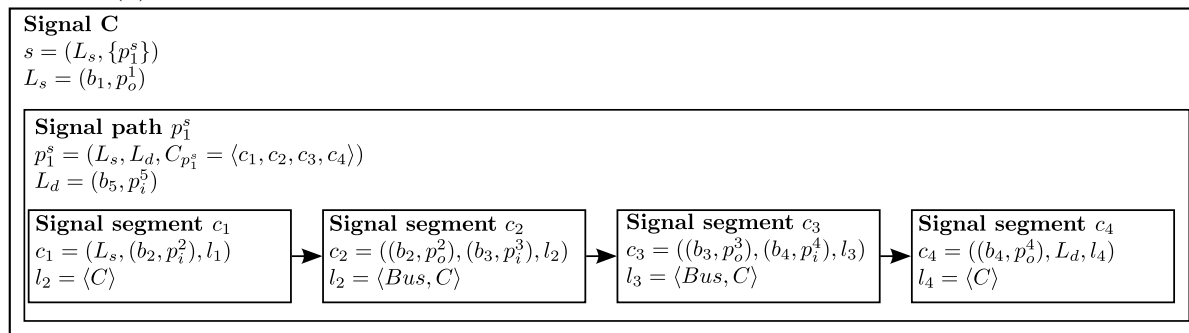 Signal C
s = (L_s, {p_1^s})
L_s = (b_1, p_o^1)
Signal path p_1^s
p_1^s = (L_s, L_d, C_{p_1^s} = ⟨c_1, c_2, c_3, c_4⟩)
L_d = (b_5, p_i^5)
Signal segment c_1
c_1 = (L_s, (b_2, p_i^2), l_1)
l_2 = ⟨C⟩
Signal segment c_2
c_2 = ((b_2, p_o^2), (b_3, p_i^3), l_2)
l_2 = ⟨Bus, C⟩
Signal segment c_3
c_3 = ((b_3, p_o^3), (b_4, p_i^4), l_3)
l_3 = ⟨Bus, C⟩
Signal segment c_4
c_4 = ((b_4, p_o^4), L_d, l_4)
l_4 = ⟨C⟩